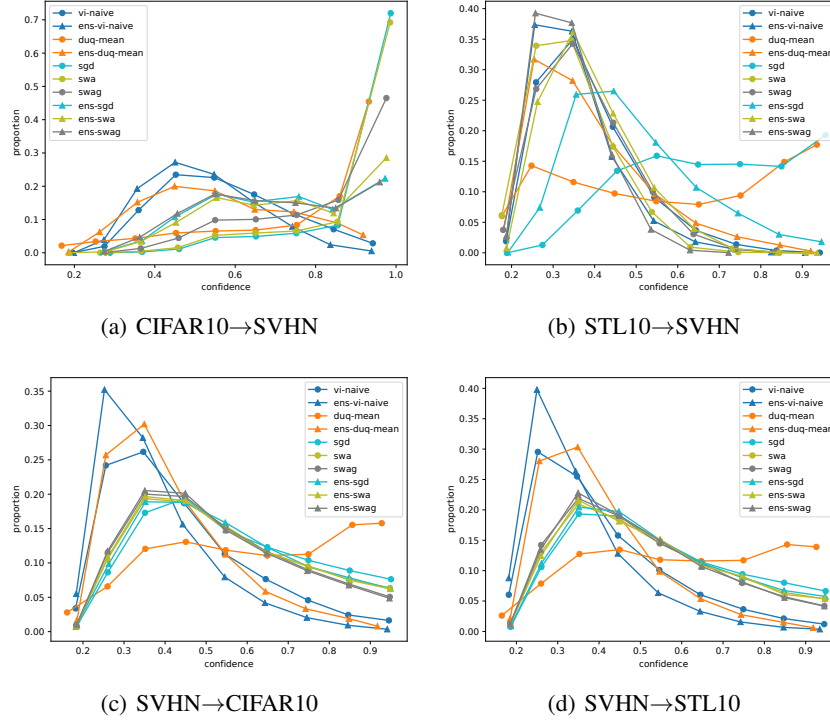 0.7
0.6
0.5
0.4
0.3
0.2
0.1
0.0
proportion
0.2 0.4 0.6 0.8 1.0
confidence
vi-naive
ens-vi-naive
duq-mean
ens-duq-mean
sgd
swa
swag
ens-sgd
ens-swa
ens-swag
(a) CIFAR10→SVHN
0.40
0.35
0.30
0.25
0.20
0.15
0.10
0.05
0.00
proportion
0.2 0.3 0.4 0.5 0.6 0.7 0.8 0.9
confidence
vi-naive
ens-vi-naive
duq-mean
ens-duq-mean
sgd
swa
swag
ens-sgd
ens-swa
ens-swag
(b) STL10→SVHN
0.35
0.30
0.25
0.20
0.15
0.10
0.05
0.00
proportion
0.2 0.3 0.4 0.5 0.6 0.7 0.8 0.9
confidence
vi-naive
ens-vi-naive
duq-mean
ens-duq-mean
sgd
swa
swag
ens-sgd
ens-swa
ens-swag
(c) SVHN→CIFAR10
0.40
0.35
0.30
0.25
0.20
0.15
0.10
0.05
0.00
proportion
0.2 0.3 0.4 0.5 0.6 0.7 0.8 0.9
confidence
vi-naive
ens-vi-naive
duq-mean
ens-duq-mean
sgd
swa
swag
ens-sgd
ens-swa
ens-swag
(d) SVHN→STL10